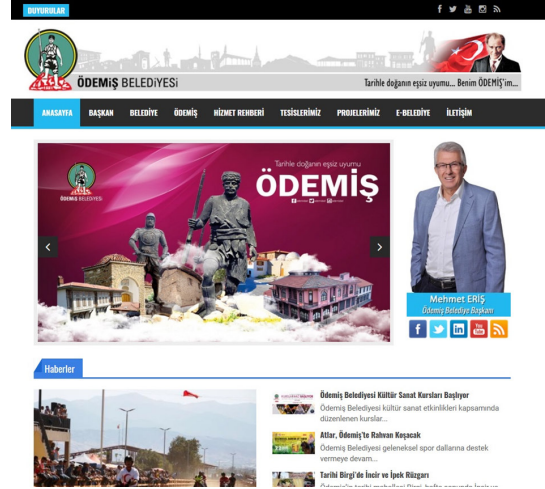 DUYURULAR
ÖDEMİŞ BELEDİYESİ
Tarihle doğanın eşsiz uyumu... Benim ÖDEMİŞ'im...
ANASAYFA BAŞKAN BELEDİYE ÖDEMİŞ HİZMET REHBERİ TESİSLERİMİZ PROJELERİMİZ E-BELEDİYE İLETİŞİM
ÖDEMİŞ BELEDİYESİ
Tarihle doğanın eşsiz uyumu
ÖDEMİŞ
Mehmet ERİŞ
Ödemiş Belediye Başkanı
Haberler
Ödemiş Belediyesi Kültür Sanat Kursları Başlıyor
Ödemiş Belediyesi kültür sanat etkinlikleri kapsamında
düzenlenen kurslar...
Atlar, Ödemiş'te Rahvan Koşacak
Ödemiş Belediyesi geleneksel spor dallarına destek
vermeye devam...
Tarihi Birgi'de İncir ve İpek Rüzgarı